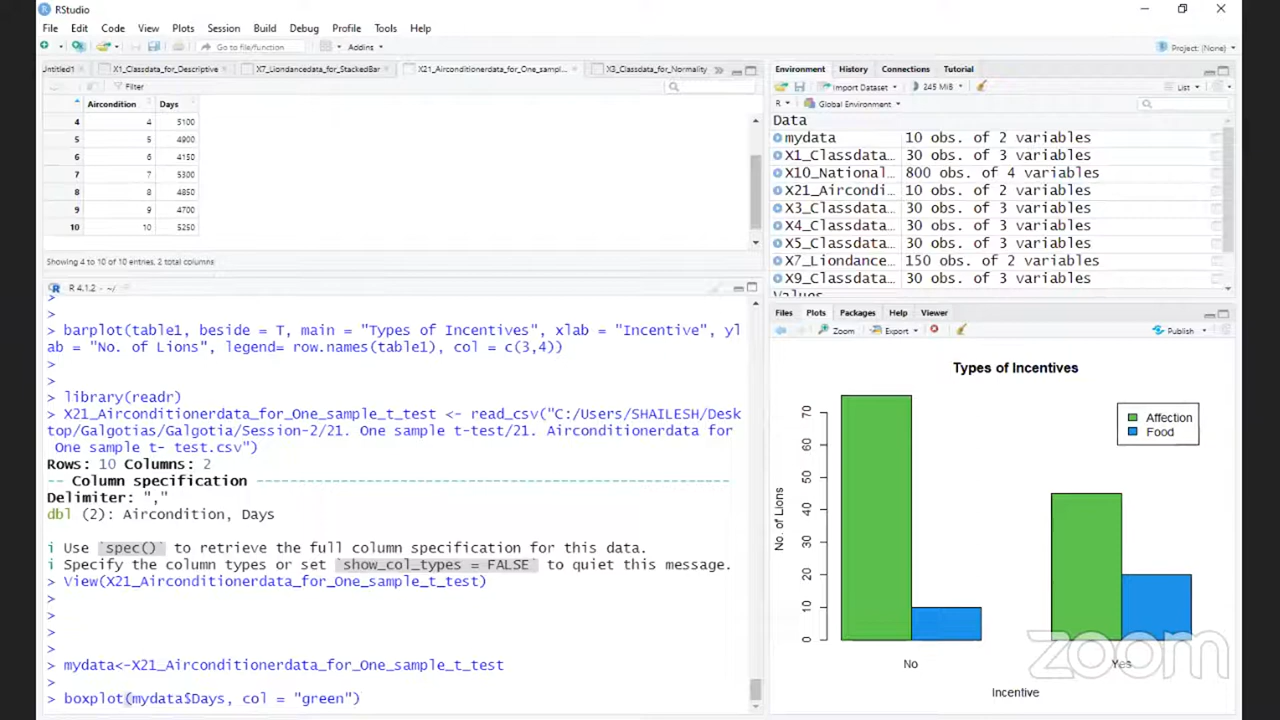 RStudio
File Edit Code View Plots Session Build Debug Profile Tools Help
Go to file/function Addins Project: (None)
Untitled1 X1_Classdata_for_Descriptive X7_Liondancedata_for_StackedBar X21_Airconditionerdata_for_One_sampl... X3_Classdata_for_Normality
Filter
Aircondition Days
4 4 5100
5 5 4900
6 6 4150
7 7 5300
8 8 4850
9 9 4700
10 10 5250
Showing 4 to 10 of 10 entries, 2 total columns
R 4.1.2 · ~/
>
> barplot(table1, beside = T, main = "Types of Incentives", xlab = "Incentive", yl
ab = "No. of Lions", legend= row.names(table1), col = c(3,4))
>
>
> library(readr)
> X21_Airconditionerdata_for_One_sample_t_test <- read_csv("C:/Users/SHAILESH/Desk
top/Galgotias/Galgotia/Session-2/21. One sample t-test/21. Airconditionerdata for
One sample t- test.csv")
Rows: 10 Columns: 2
-- Column specification --------------------------------------------------------
Delimiter: ","
dbl (2): Aircondition, Days
i Use `spec()` to retrieve the full column specification for this data.
i Specify the column types or set `show_col_types = FALSE` to quiet this message.
> View(X21_Airconditionerdata_for_One_sample_t_test)
>
>
>
>
> mydata<-X21_Airconditionerdata_for_One_sample_t_test
>
> boxplot(mydata$Days, col = "green")
Environment History Connections Tutorial
Import Dataset 245 MiB List
R Global Environment
Data
mydata 10 obs. of 2 variables
X1_Classdata... 30 obs. of 3 variables
X10_National... 800 obs. of 4 variables
X21_Aircondi... 10 obs. of 2 variables
X3_Classdata... 30 obs. of 3 variables
X4_Classdata... 30 obs. of 3 variables
X5_Classdata... 30 obs. of 3 variables
X7_Liondance... 150 obs. of 2 variables
X9_Classdata... 30 obs. of 3 variables
Values
Files Plots Packages Help Viewer
Zoom Export Publish
Types of Incentives
Affection
Food
No. of Lions
70
60
50
40
30
20
10
0
No Yes
Incentive
zoom